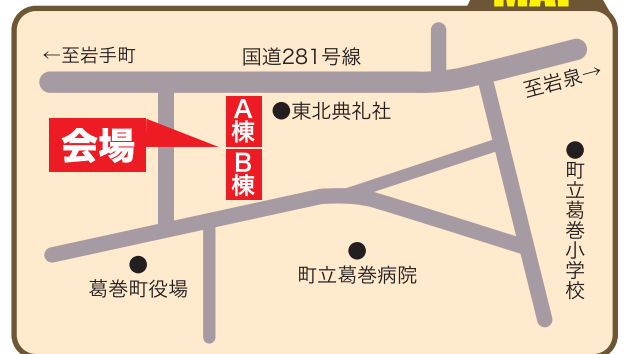 MAP
←至岩手町
国道281号線
至岩泉→
A棟
東北典礼社
会場
B棟
町立葛巻小学校
町立葛巻病院
葛巻町役場